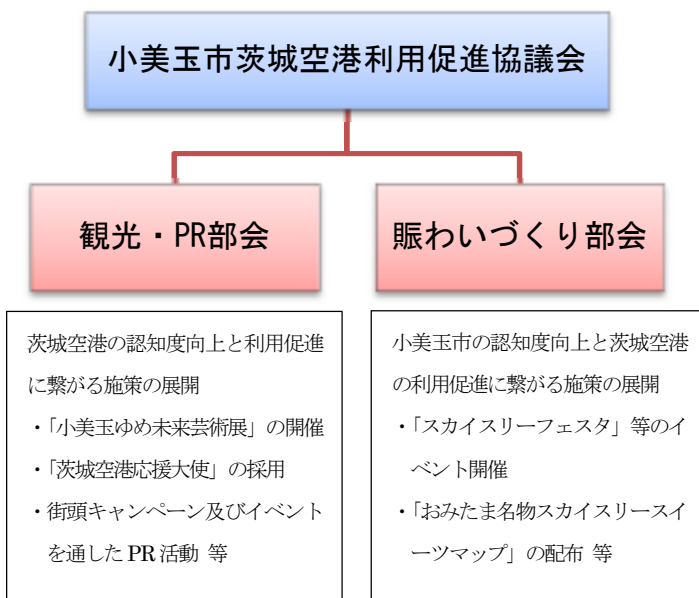 小美玉市茨城空港利用促進協議会
観光・PR部会
賑わいづくり部会
茨城空港の認知度向上と利用促進
に繋がる施策の展開
・「小美玉ゆめ未来芸術展」の開催
・「茨城空港応援大使」の採用
・街頭キャンペーン及びイベント
を通した PR 活動 等
小美玉市の認知度向上と茨城空港
の利用促進に繋がる施策の展開
・「スカイスリーフェスタ」等のイ
ベント開催
・「おみたま名物スカイスリースイ
ーツマップ」の配布 等